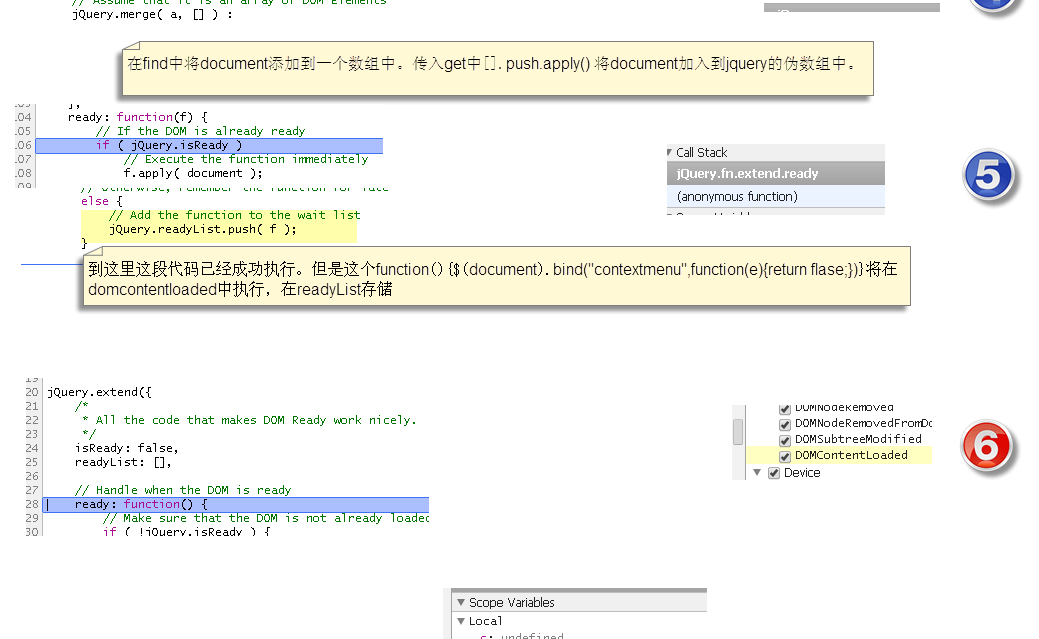 // Assume that it is an array of DOM Elements
jQuery.merge( a, [] ) :
在find中将document添加到一个数组中。传入get中[].push.apply()将document加入到jquery的伪数组中。
103 },
104 ready: function(f) {
105 // If the DOM is already ready
106 if ( jQuery.isReady )
107 // Execute the function immediately
108 f.apply( document );
109
// Otherwise, remember the function for late
else {
// Add the function to the wait list
jQuery.readyList.push( f );
}
Call Stack
jQuery.fn.extend.ready
(anonymous function)
5
到这里这段代码已经成功执行。但是这个function(){$(document).bind("contextmenu",function(e){return flase;})}将在
domcontentloaded中执行，在readyList存储
19
20 jQuery.extend({
21 /*
22 * All the code that makes DOM Ready work nicely.
23 */
24 isReady: false,
25 readyList: [],
26
27 // Handle when the DOM is ready
28 ready: function() {
29 // Make sure that the DOM is not already loaded
30 if ( !jQuery.isReady ) {
DOMNodeRemoved
DOMNodeRemovedFromDo
DOMSubtreeModified
DOMContentLoaded
Device
6
Scope Variables
Local
c: undefined